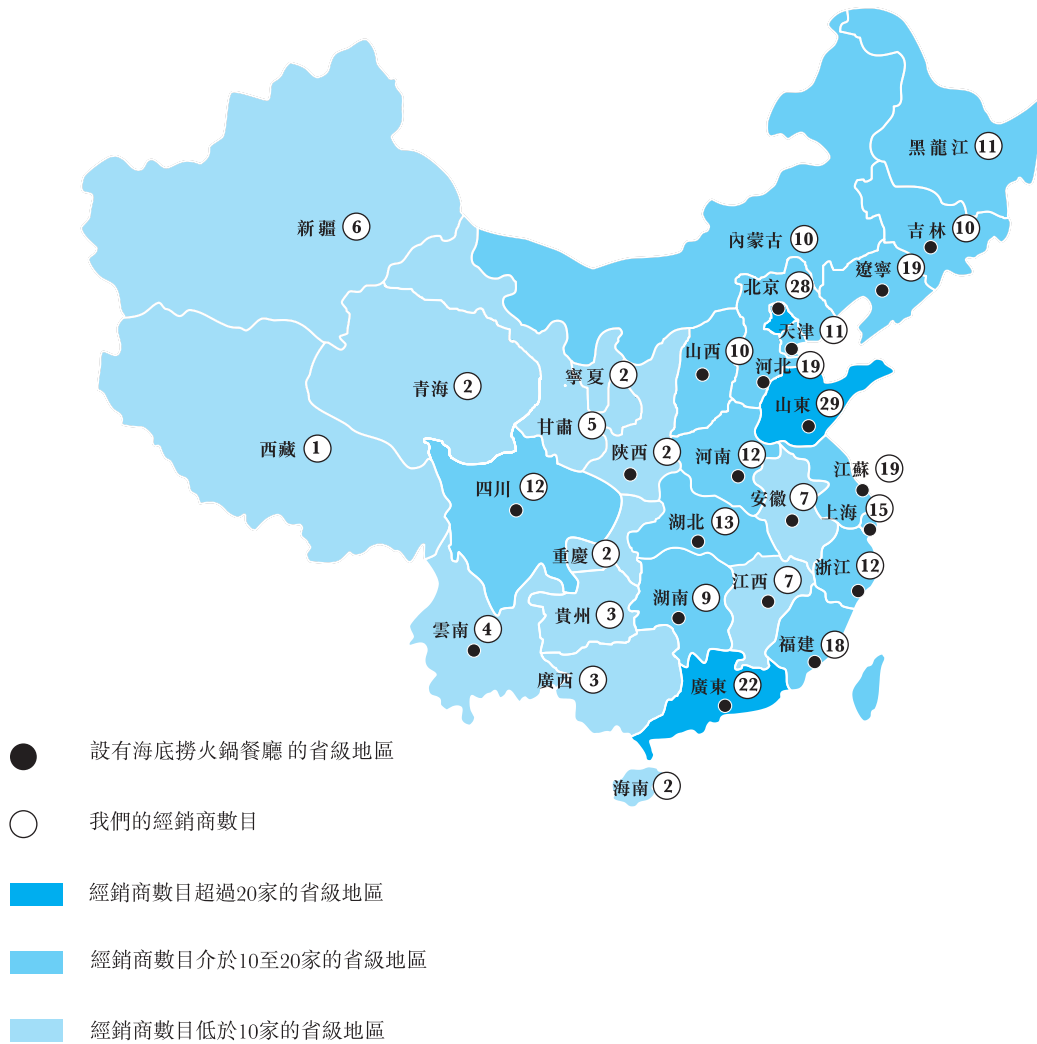 黑龍江 11
新疆 6
吉林 10
內蒙古 10
遼寧 19
北京 28
天津 11
山西 10
河北 19
寧夏 2
青海 2
山東 29
甘肅 5
西藏 1
陝西 2
河南 12
江蘇 19
四川 12
安徽 7
上海 15
湖北 13
重慶 2
浙江 12
江西 7
湖南 9
貴州 3
雲南 4
福建 18
廣西 3
廣東 22
海南 2
設有海底撈火鍋餐廳的省級地區
我們的經銷商數目
經銷商數目超過20家的省級地區
經銷商數目介於10至20家的省級地區
經銷商數目低於10家的省級地區